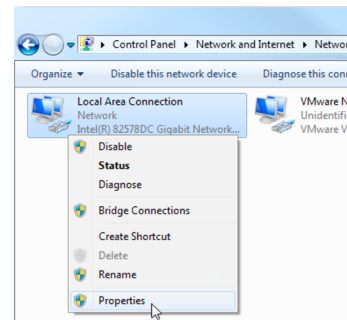 Control Panel ▸ Network and Internet ▸ Networ
Organize Disable this network device Diagnose this con
Local Area Connection
Network
Intel(R) 82578DC Gigabit Network...
VMware N
Unidentifi
VMware V
Disable
Status
Diagnose
Bridge Connections
Create Shortcut
Delete
Rename
Properties